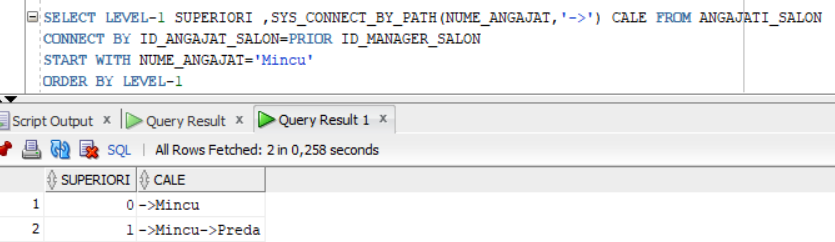 SELECT LEVEL-1 SUPERIORI ,SYS_CONNECT_BY_PATH(NUME_ANGAJAT,'->') CALE FROM ANGAJATI_SALON
CONNECT BY ID_ANGAJAT_SALON=PRIOR ID_MANAGER_SALON
START WITH NUME_ANGAJAT='Mincu'
ORDER BY LEVEL-1
Script Output x Query Result x Query Result 1 x
SQL | All Rows Fetched: 2 in 0,258 seconds
SUPERIORI CALE
1 0 ->Mincu
2 1 ->Mincu->Preda